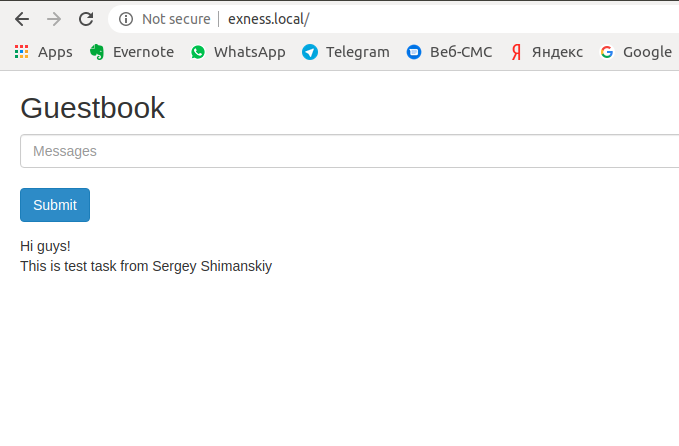 Not secure exness.local/
Apps Evernote WhatsApp Telegram Веб-СМС Яндекс Google
Guestbook
Messages
Submit
Hi guys!
This is test task from Sergey Shimanskiy